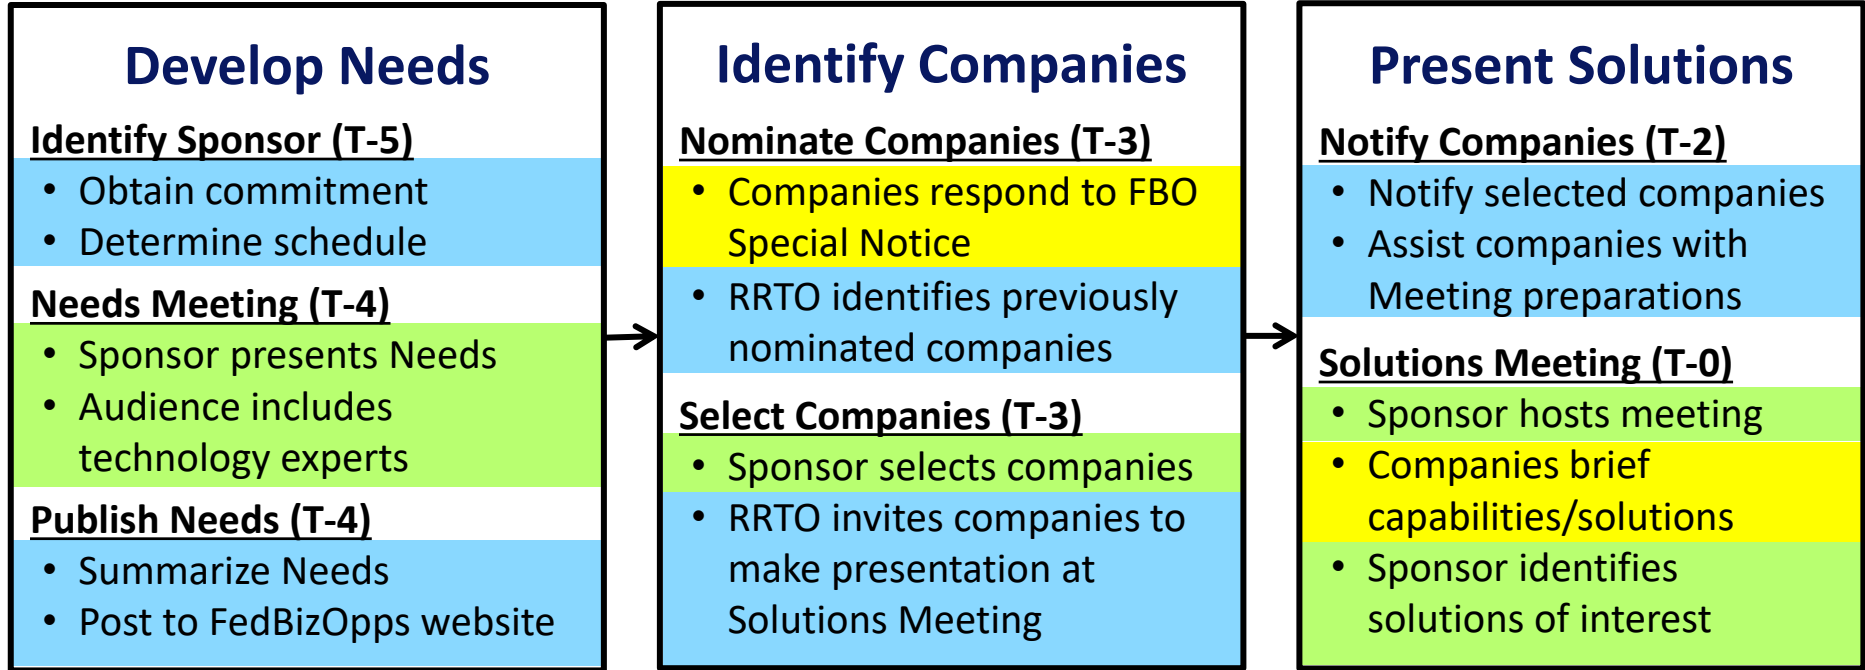 Develop Needs
Identify Sponsor (T-5)
• Obtain commitment
• Determine schedule
Needs Meeting (T-4)
• Sponsor presents Needs
• Audience includes
technology experts
Publish Needs (T-4)
• Summarize Needs
• Post to FedBizOpps website
Identify Companies
Nominate Companies (T-3)
• Companies respond to FBO
Special Notice
• RRTO identifies previously
nominated companies
Select Companies (T-3)
• Sponsor selects companies
• RRTO invites companies to
make presentation at
Solutions Meeting
Present Solutions
Notify Companies (T-2)
• Notify selected companies
• Assist companies with
Meeting preparations
Solutions Meeting (T-0)
• Sponsor hosts meeting
• Companies brief
capabilities/solutions
• Sponsor identifies
solutions of interest